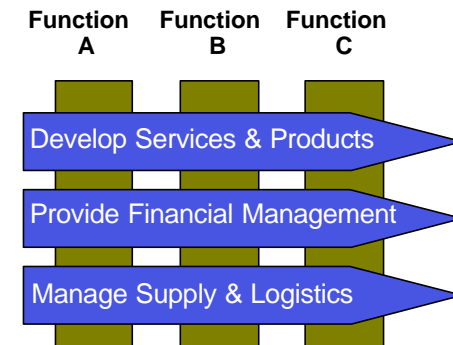 Function Function Function
A B C
Develop Services & Products
Provide Financial Management
Manage Supply & Logistics